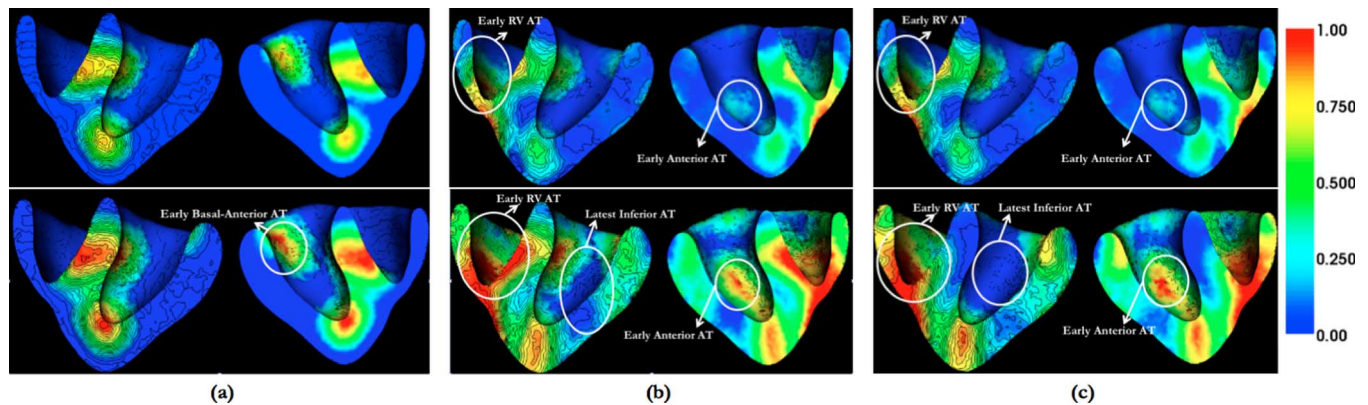 Early RV AT
Early Anterior AT
Early RV AT
Early Anterior AT
Early Basal-Anterior AT
Early RV AT
Latest Inferior AT
Early Anterior AT
Early RV AT
Latest Inferior AT
Early Anterior AT
1.00
0.750
0.500
0.250
0.00
(a)
(b)
(c)